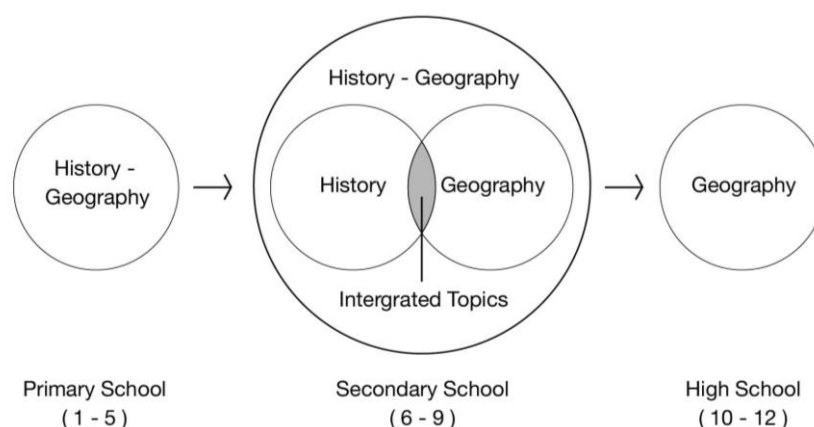 History -
Geography
History - Geography
History
Geography
Intergrated Topics
Geography
Primary School
( 1 - 5 )
Secondary School
( 6 - 9 )
High School
( 10 - 12 )